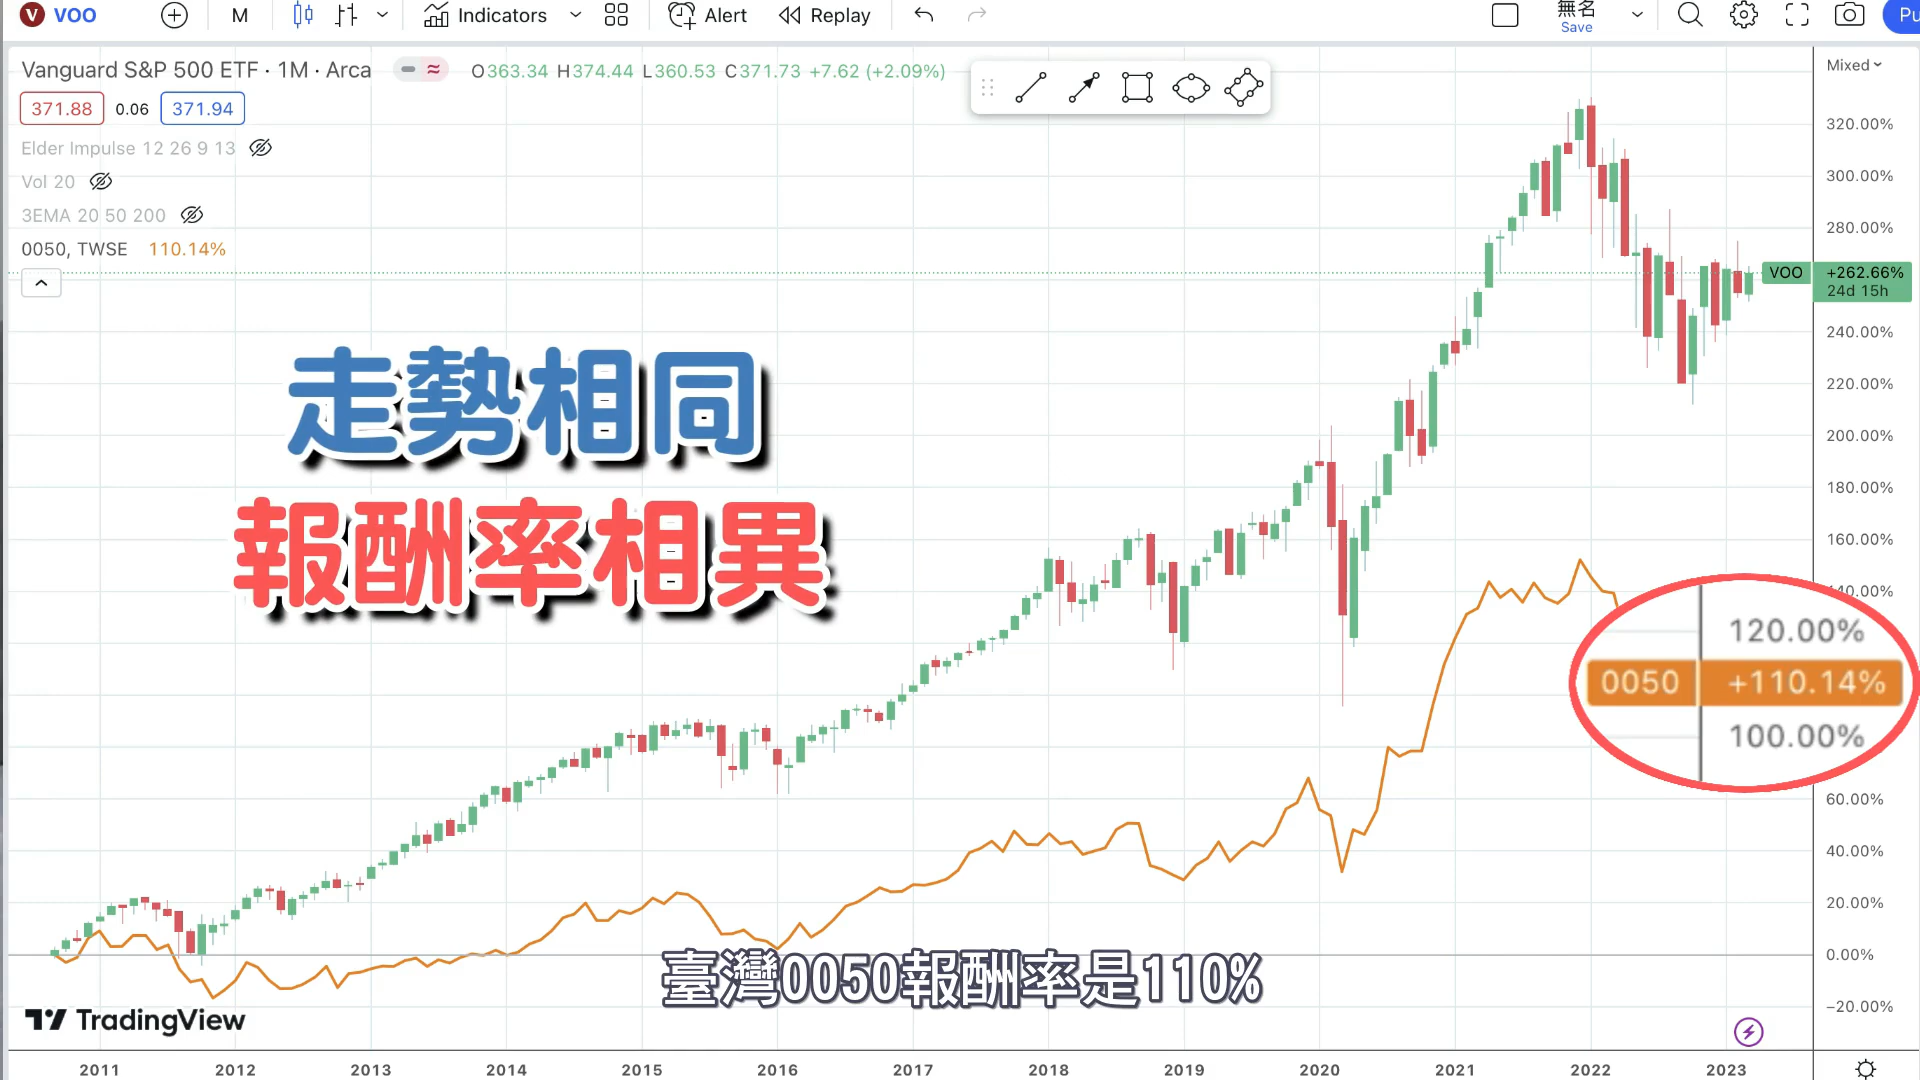 V VOO M Indicators Alert Replay 無名 Save Pu
Vanguard S&P 500 ETF · 1M · Arca O363.34 H374.44 L360.53 C371.73 +7.62 (+2.09%)
Mixed
371.88 0.06 371.94
Elder Impulse 12 26 9 13
Vol 20
3EMA 20 50 200
0050, TWSE 110.14%
320.00%
300.00%
280.00%
VOO +262.66%
24d 15h
240.00%
220.00%
200.00%
180.00%
160.00%
40.00%
走勢相同
報酬率相異
120.00%
0050 +110.14%
100.00%
60.00%
40.00%
20.00%
0.00%
−20.00%
臺灣0050報酬率是110%
TradingView
2011 2012 2013 2014 2015 2016 2017 2018 2019 2020 2021 2022 2023